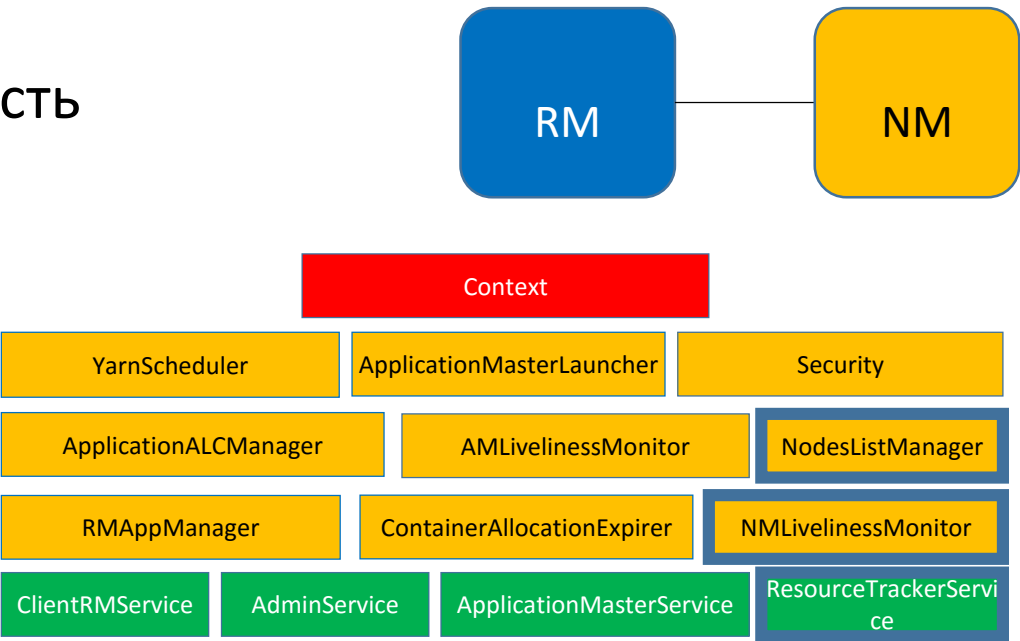 сть
RM
NM
Context
YarnScheduler
ApplicationMasterLauncher
Security
ApplicationALCManager
AMLivelinessMonitor
NodesListManager
RMAppManager
ContainerAllocationExpirer
NMLivelinessMonitor
ClientRMService
AdminService
ApplicationMasterService
ResourceTrackerServi
ce